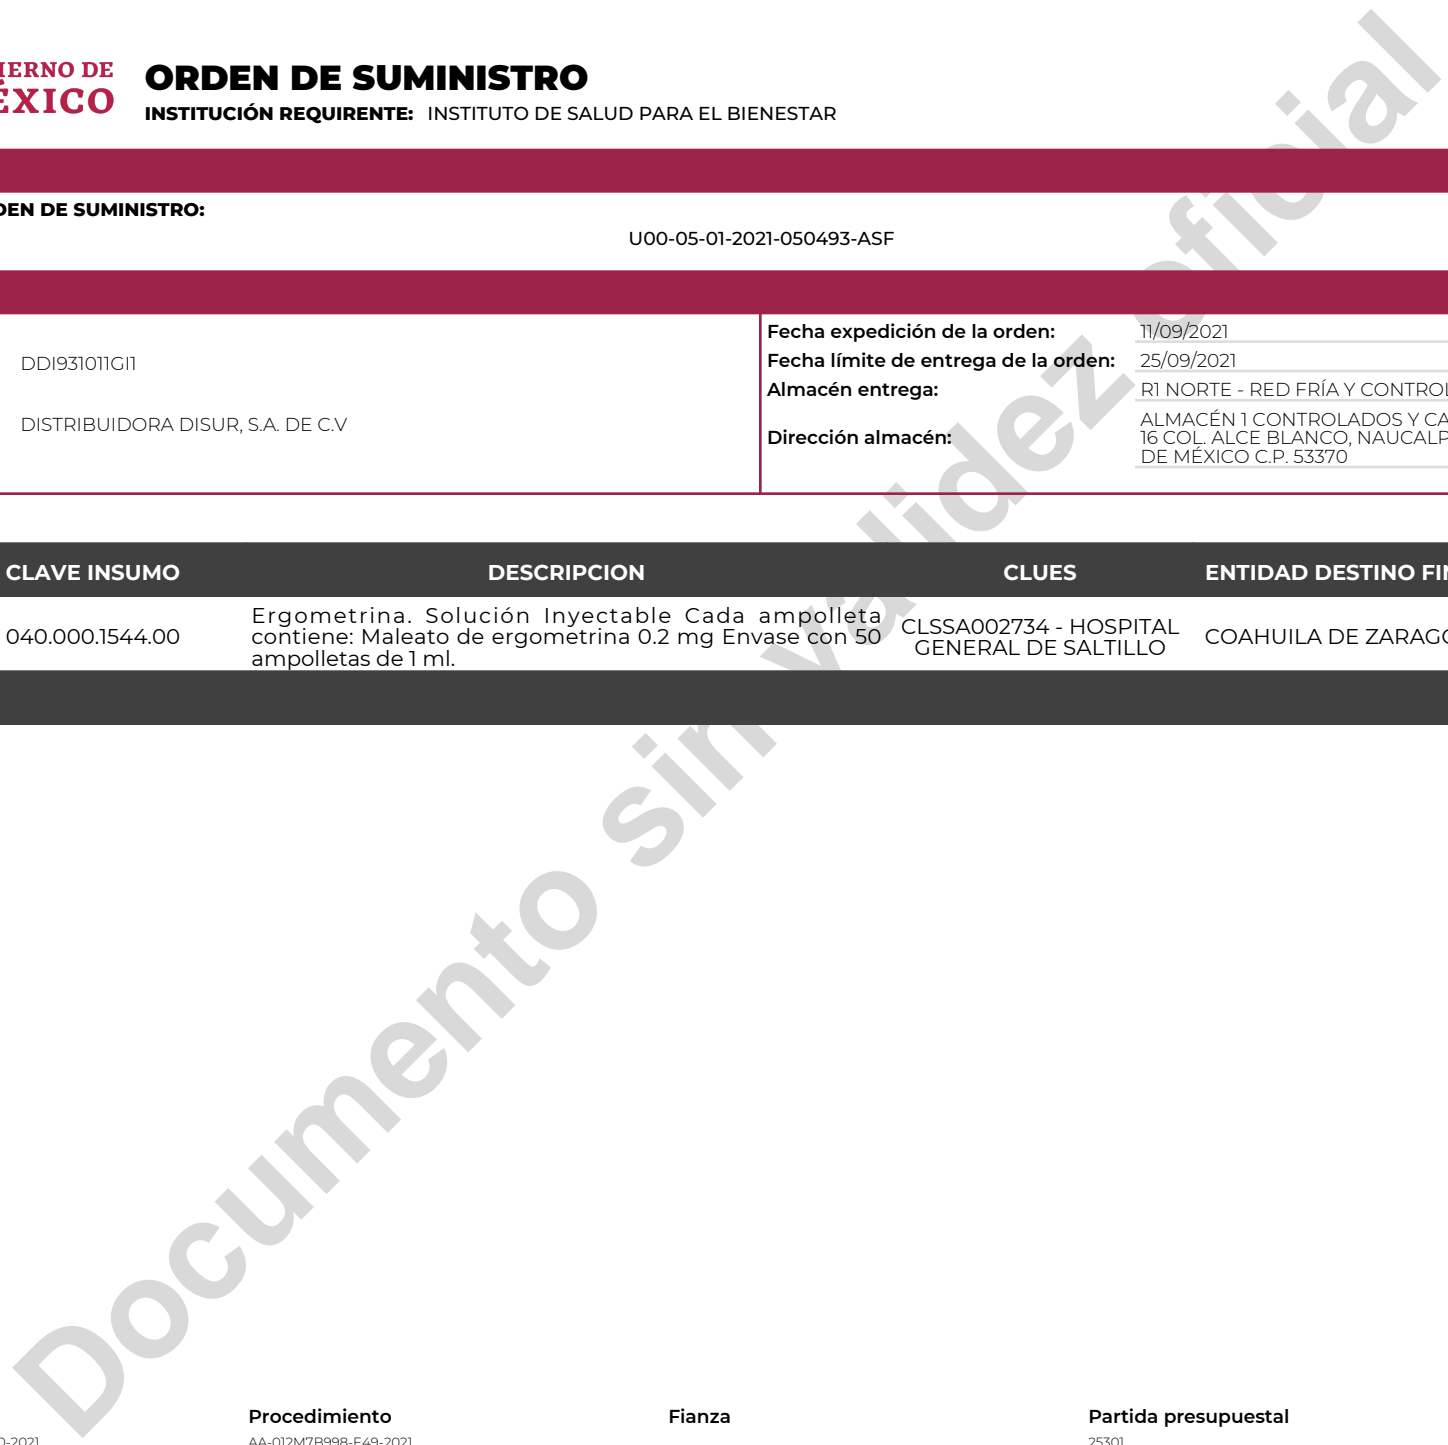 IERNO DE
ÉXICO
ORDEN DE SUMINISTRO
INSTITUCIÓN REQUIRENTE: INSTITUTO DE SALUD PARA EL BIENESTAR
DEN DE SUMINISTRO:
U00-05-01-2021-050493-ASF
DDI931011GI1
DISTRIBUIDORA DISUR, S.A. DE C.V
Fecha expedición de la orden: 11/09/2021
Fecha límite de entrega de la orden: 25/09/2021
Almacén entrega: R1 NORTE - RED FRÍA Y CONTROL
Dirección almacén: ALMACÉN 1 CONTROLADOS Y CA
16 COL. ALCE BLANCO, NAUCALP
DE MÉXICO C.P. 53370
CLAVE INSUMO DESCRIPCION CLUES ENTIDAD DESTINO FIN
040.000.1544.00
Ergometrina. Solución Inyectable Cada ampolleta
contiene: Maleato de ergometrina 0.2 mg Envase con 50
ampolletas de 1 ml.
CLSSA002734 - HOSPITAL
GENERAL DE SALTILLO
COAHUILA DE ZARAGO
Documento sin validez oficial
Procedimiento Fianza Partida presupuestal
0-2021 AA-012M7B998-E49-2021 25301